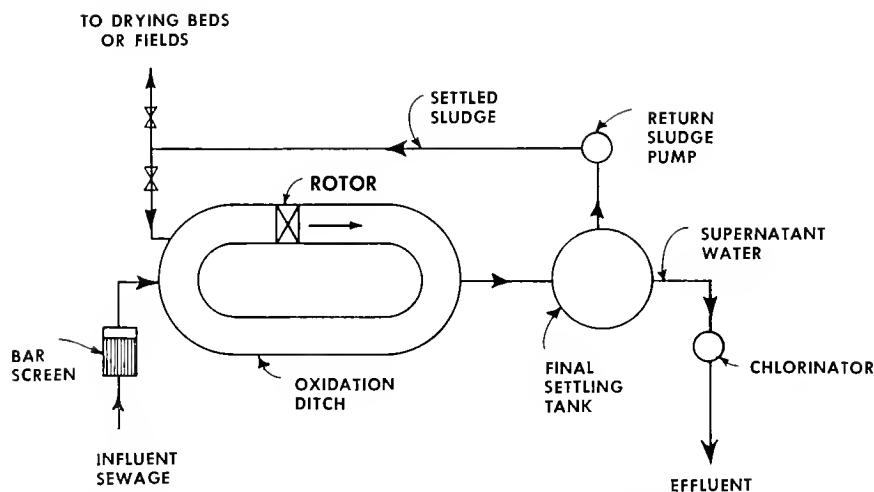 TO DRYING BEDS
OR FIELDS
SETTLED
SLUDGE
RETURN
SLUDGE
PUMP
ROTOR
SUPERNATANT
WATER
BAR
SCREEN
OXIDATION
DITCH
FINAL
SETTLING
TANK
CHLORINATOR
INFLUENT
SEWAGE
EFFLUENT